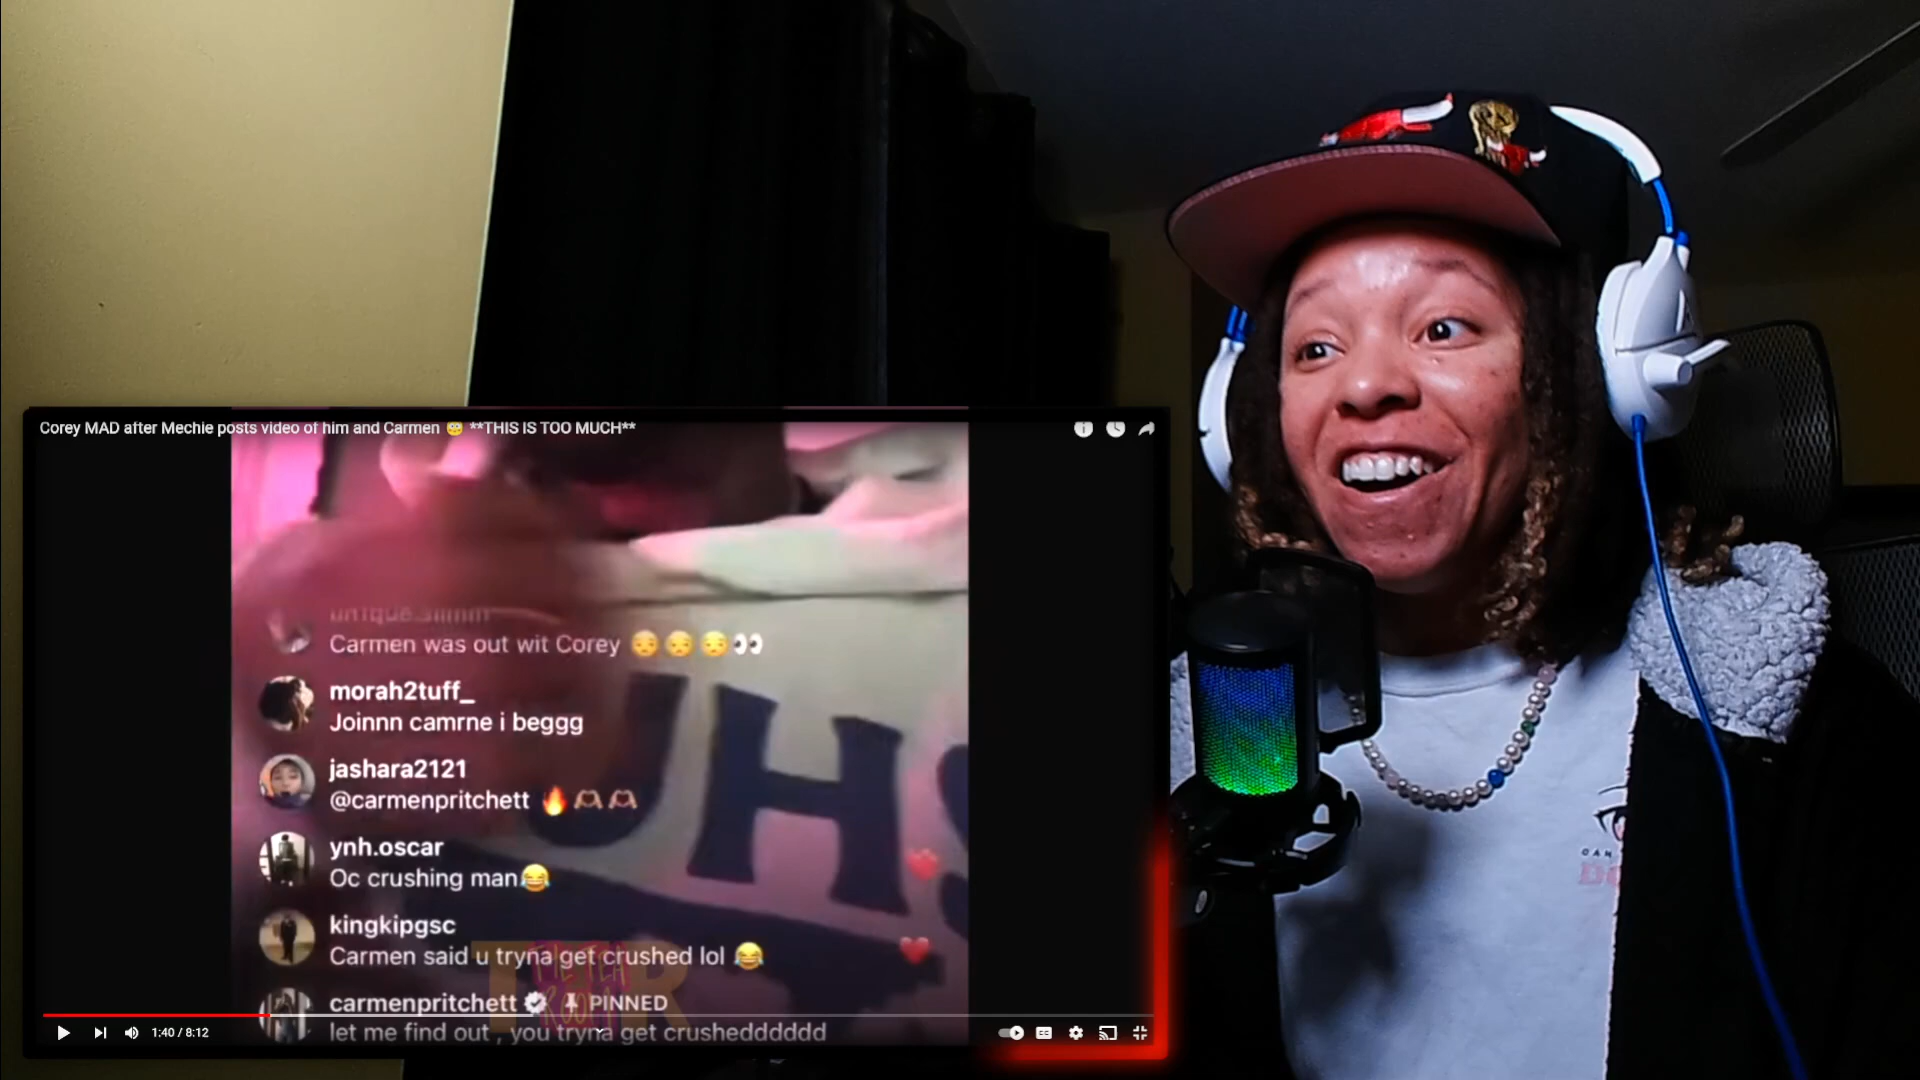 Corey MAD after Mechie posts video of him and Carmen 😇 **THIS IS TOO MUCH**
Carmen was out wit Corey 😔😔😔👀
morah2tuff_
Joinnn camrne i beggg
jashara2121
@carmenpritchett 🔥🫶🫶
ynh.oscar
Oc crushing man😂
kingkipgsc
Carmen said u tryna get crushed lol 😂
carmenpritchett PINNED
let me find out , you tryna get crushedddddd
1:40 / 8:12
UHS